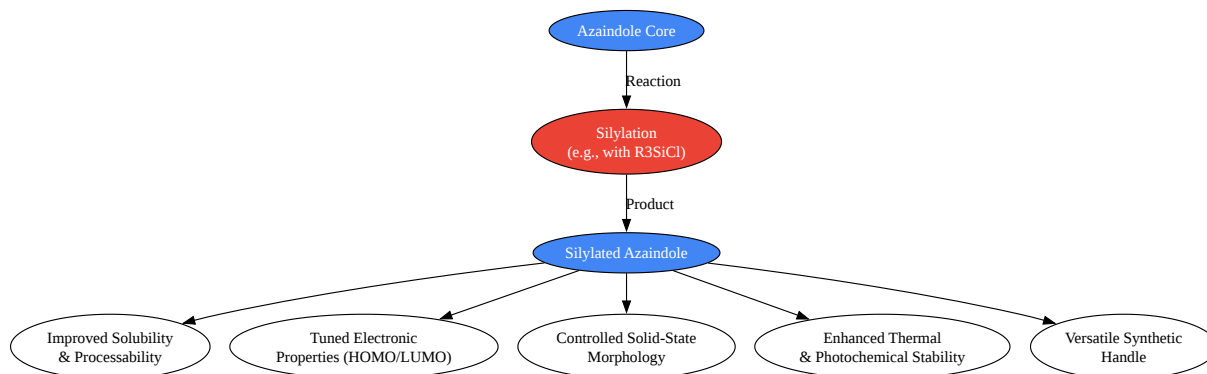 Azaindole Core
Reaction
Silylation
(e.g., with R3SiCl)
Product
Silylated Azaindole
Improved Solubility
& Processability
Tuned Electronic
Properties (HOMO/LUMO)
Controlled Solid-State
Morphology
Enhanced Thermal
& Photochemical Stability
Versatile Synthetic
Handle